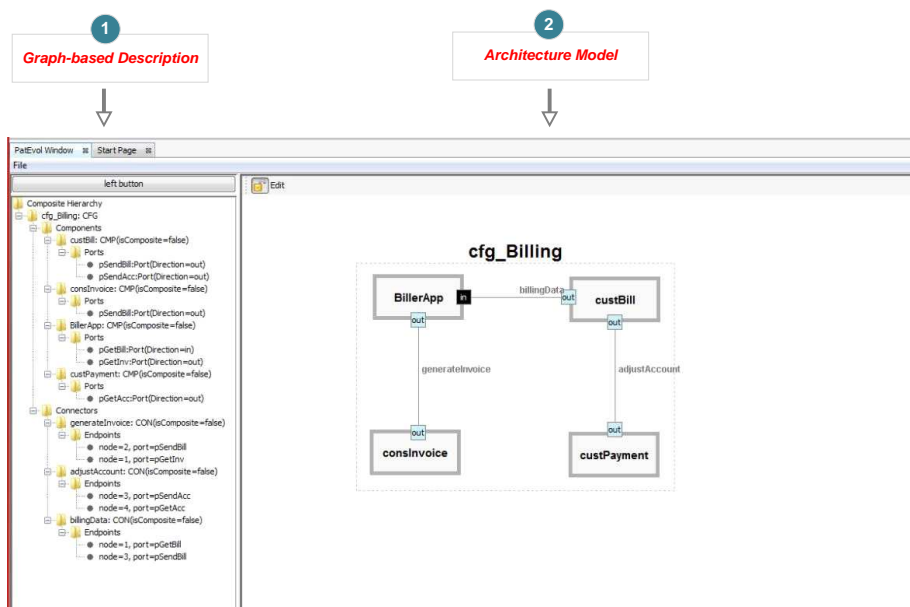 1
Graph-based Description
2
Architecture Model
PatEvol Window
Start Page
File
left button
Composite Hierarchy
cfg_Billing: CFG
Components
custBill: CMP(isComposite=false)
Ports
pSendBill:Port(Direction=out)
pSendAcc:Port(Direction=out)
consInvoice: CMP(isComposite=false)
Ports
pSendBill:Port(Direction=out)
BillerApp: CMP(isComposite=false)
Ports
pGetBill:Port(Direction=in)
pGetInv:Port(Direction=out)
custPayment: CMP(isComposite=false)
Ports
pGetAcc:Port(Direction=out)
Connectors
generateInvoice: CON(isComposite=false)
Endpoints
node=2, port=pSendBill
node=1, port=pGetInv
adjustAccount: CON(isComposite=false)
Endpoints
node=3, port=pSendAcc
node=4, port=pGetAcc
billingData: CON(isComposite=false)
Endpoints
node=1, port=pGetBill
node=3, port=pSendBill
Edit
cfg_Billing
BillerApp
in
billingData
out
custBill
out
out
generateInvoice
adjustAccount
out
out
consInvoice
custPayment